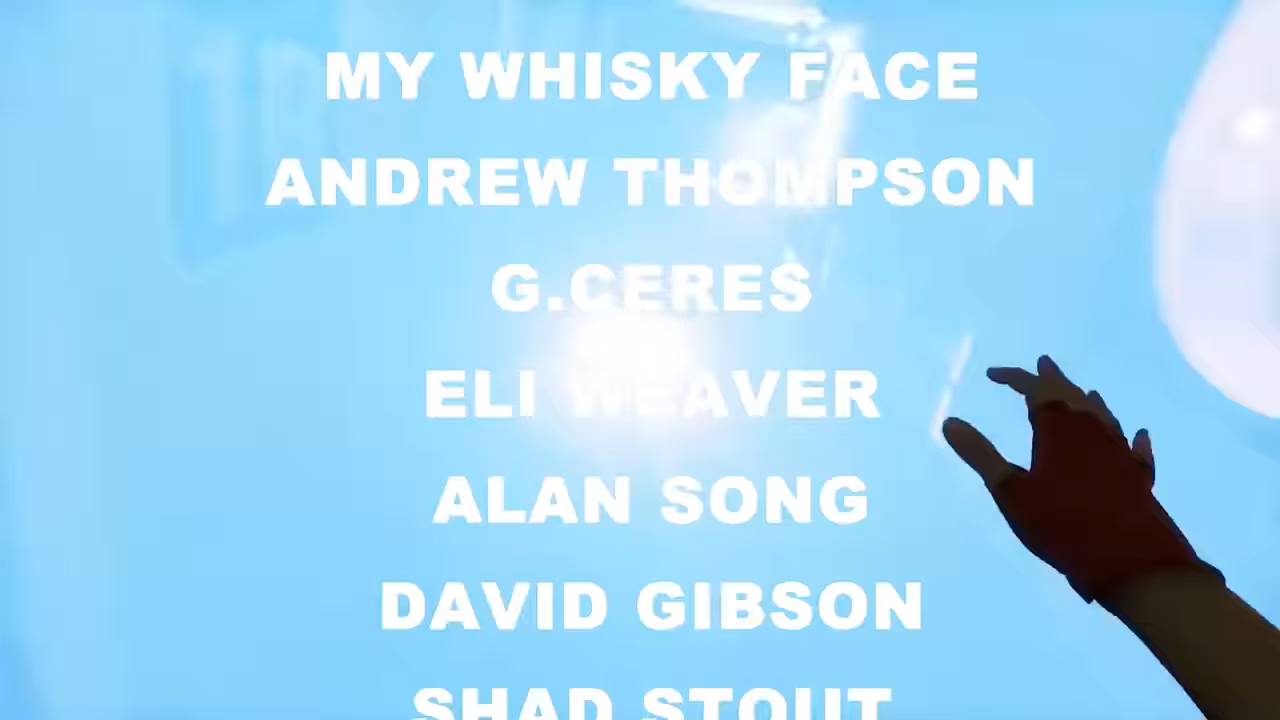 MY WHISKY FACE
ANDREW THOMPSON
G.CERES
ELI WEAVER
ALAN SONG
DAVID GIBSON
SHAD STOUT